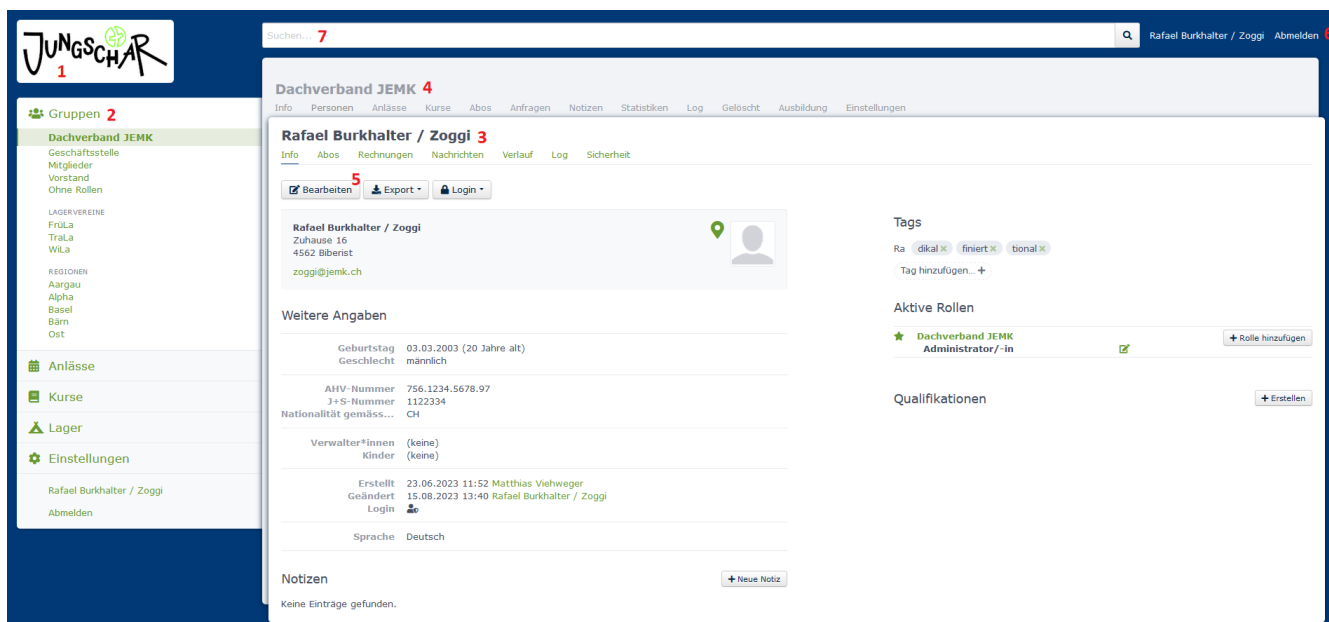 JUNGSCHAR
1
Suchen... 7
Rafael Burkhalter / Zoggi Abmelden 6
Gruppen 2
Dachverband JEMK
Geschäftsstelle
Mitglieder
Vorstand
Ohne Rollen
LAGERVEREINE
FrüLa
TraLa
WiLa
REGIONEN
Aargau
Alpha
Basel
Bärn
Ost
Anlässe
Kurse
Lager
Einstellungen
Rafael Burkhalter / Zoggi
Abmelden
Dachverband JEMK 4
Info Personen Anlässe Kurse Abos Anfragen Notizen Statistiken Log Gelöscht Ausbildung Einstellungen
Rafael Burkhalter / Zoggi 3
Info Abos Rechnungen Nachrichten Verlauf Log Sicherheit
5
Bearbeiten Export Login
Rafael Burkhalter / Zoggi
Zuhause 16
4562 Biberist
zoggi@jemk.ch
Weitere Angaben
Geburtstag 03.03.2003 (20 Jahre alt)
Geschlecht männlich
AHV-Nummer 756.1234.5678.97
J+S-Nummer 1122334
Nationalität gemäss... CH
Verwalter*innen (keine)
Kinder (keine)
Erstellt 23.06.2023 11:52 Matthias Viehweger
Geändert 15.08.2023 13:40 Rafael Burkhalter / Zoggi
Login
Sprache Deutsch
Notizen + Neue Notiz
Keine Einträge gefunden.
Tags
Ra dikal × finiert × tional ×
Tag hinzufügen... +
Aktive Rollen
Dachverband JEMK + Rolle hinzufügen
Administrator/-in
Qualifikationen + Erstellen